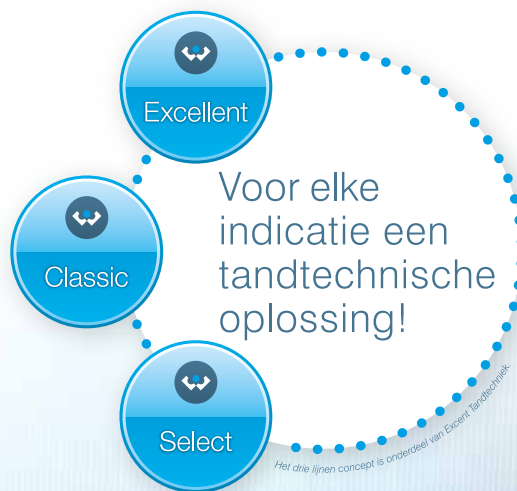 Excellent
Classic
Select
Voor elke
indicatie een
tandtechnische
oplossing!
Het drie lijnen concept is onderdeel van Excent Tandtechniek.